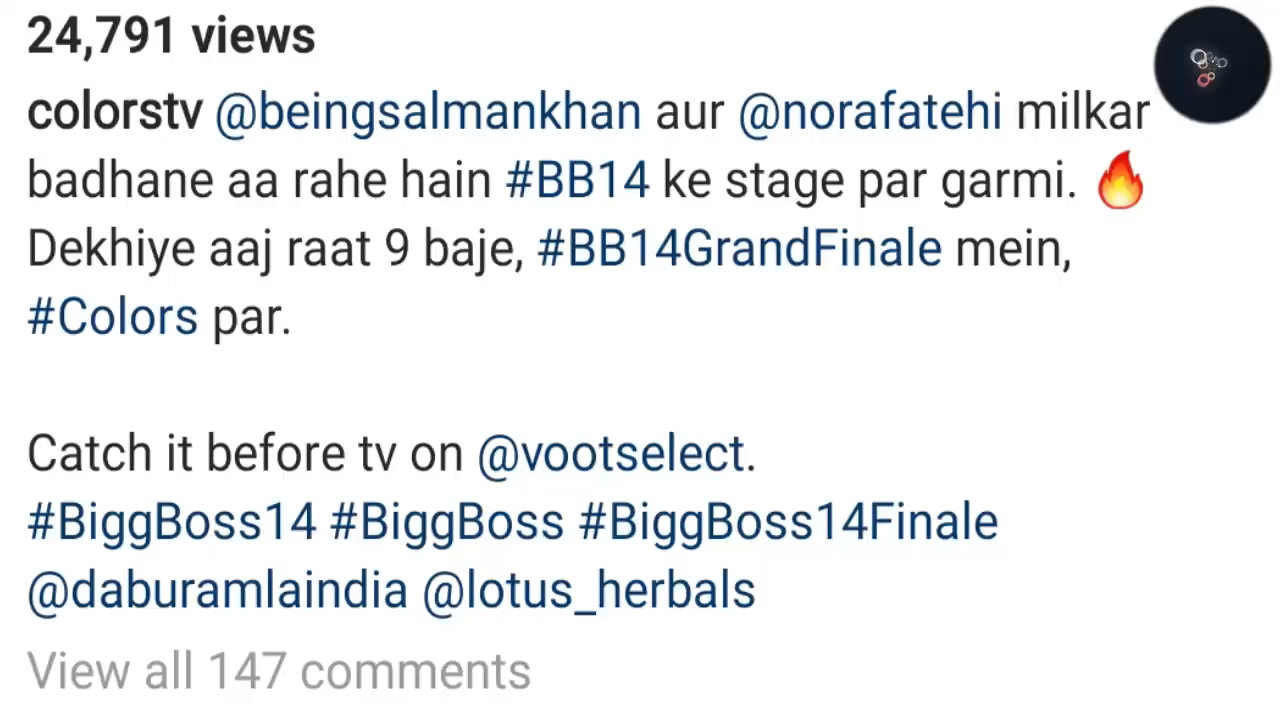 24,791 views
colorstv @beingsalmankhan aur @norafatehi milkar
badhane aa rahe hain #BB14 ke stage par garmi. 🔥
Dekhiye aaj raat 9 baje, #BB14GrandFinale mein,
#Colors par.
Catch it before tv on @vootselect.
#BiggBoss14 #BiggBoss #BiggBoss14Finale
@daburamlaindia @lotus_herbals
View all 147 comments